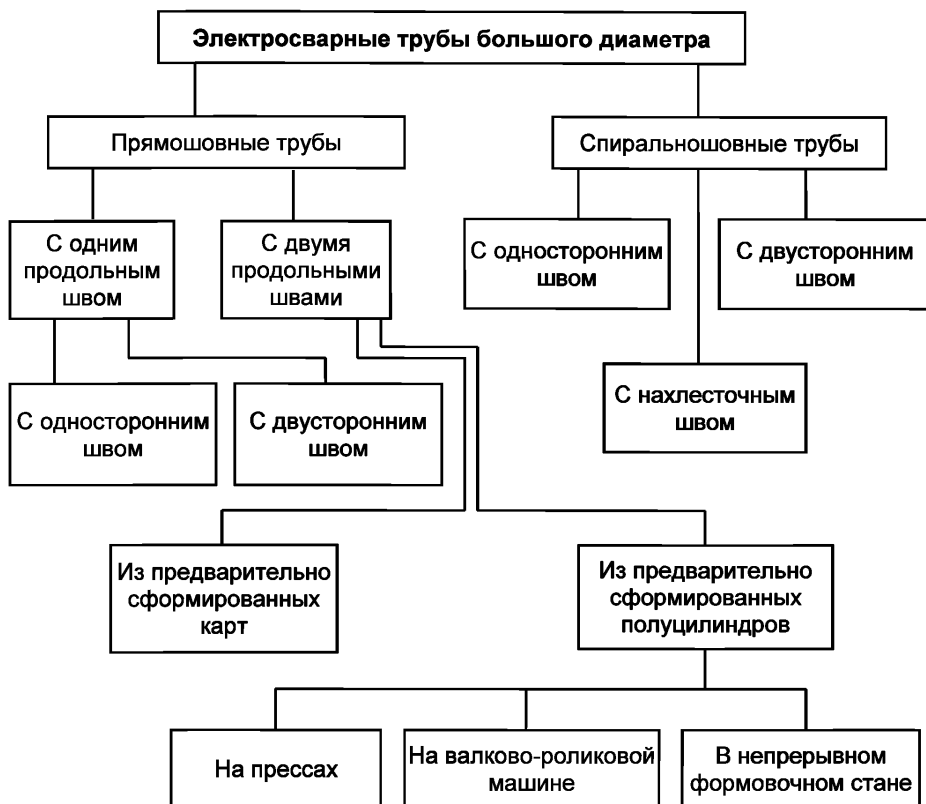 Электросварные трубы большого диаметра
Прямошовные трубы
Спиральношовные трубы
С одним
продольным
швом
С двумя
продольными
швами
С односторонним
швом
С двусторонним
швом
С односторонним
швом
С двусторонним
швом
С нахлесточным
швом
Из предварительно
сформированных
карт
Из предварительно
сформированных
полуцилиндров
На прессах
На валково-роликовой
машине
В непрерывном
формовочном стане